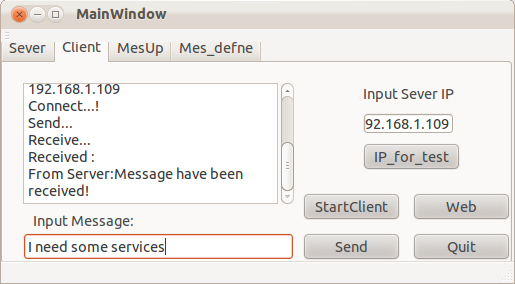 MainWindow
Sever Client MesUp Mes_defne
192.168.1.109
Connect...!
Send...
Receive...
Received :
From Server:Message have been
received!
Input Sever IP
92.168.1.109
IP_for_test
StartClient Web
Input Message:
I need some services
Send Quit